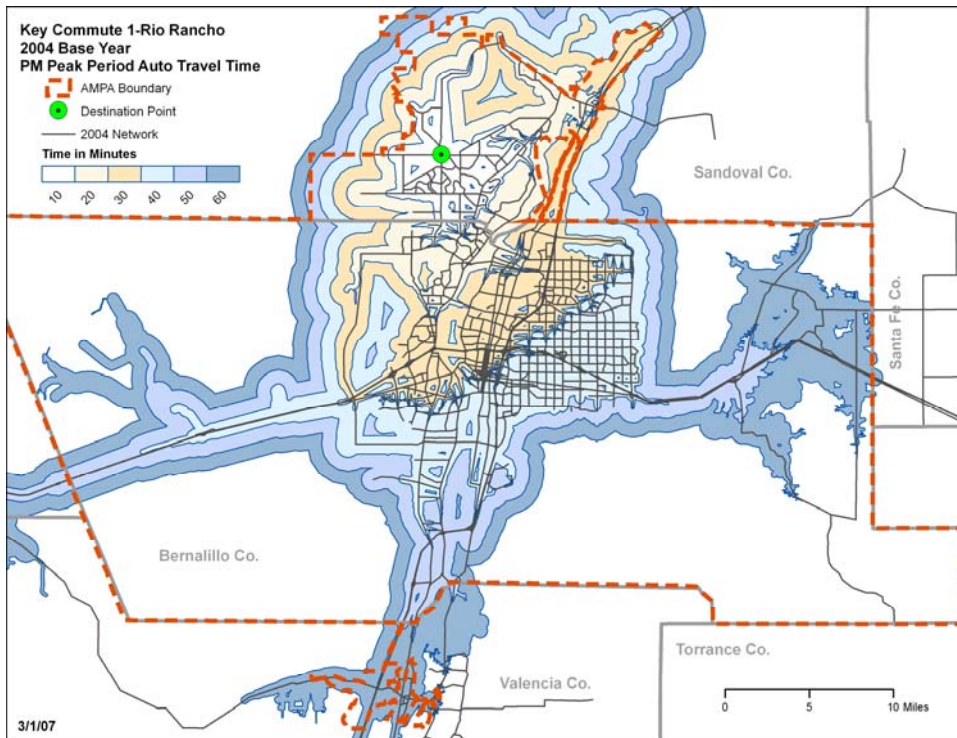 Key Commute 1-Rio Rancho
2004 Base Year
PM Peak Period Auto Travel Time
AMPA Boundary
Destination Point
2004 Network
Time in Minutes
10 20 30 40 50 60
Sandoval Co.
Santa Fe Co.
Bernalillo Co.
Torrance Co.
Valencia Co.
0 5 10 Miles
3/1/07